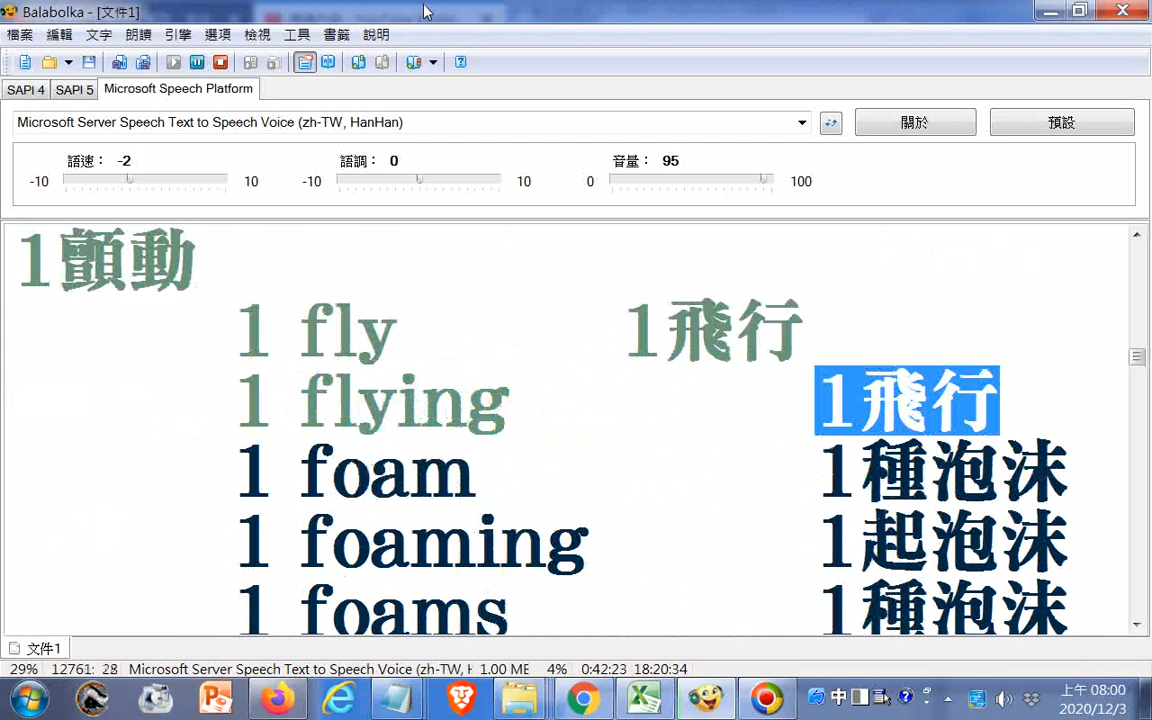 Balabolka - [文件1]
檔案 編輯 文字 朗讀 引擎 選項 檢視 工具 書籤 說明
SAPI 4 SAPI 5 Microsoft Speech Platform
Microsoft Server Speech Text to Speech Voice (zh-TW, HanHan) 關於 預設
語速： -2 語調： 0 音量： 95
-10 10 -10 10 0 100
1顫動
1 fly 1飛行
1 flying 1飛行
1 foam 1種泡沫
1 foaming 1起泡沫
1 foams 1種泡沫
文件1
29% 12761: 28 Microsoft Server Speech Text to Speech Voice (zh-TW, 1.00 ME 4% 0:42:23 18:20:34
中 上午 08:00
2020/12/3